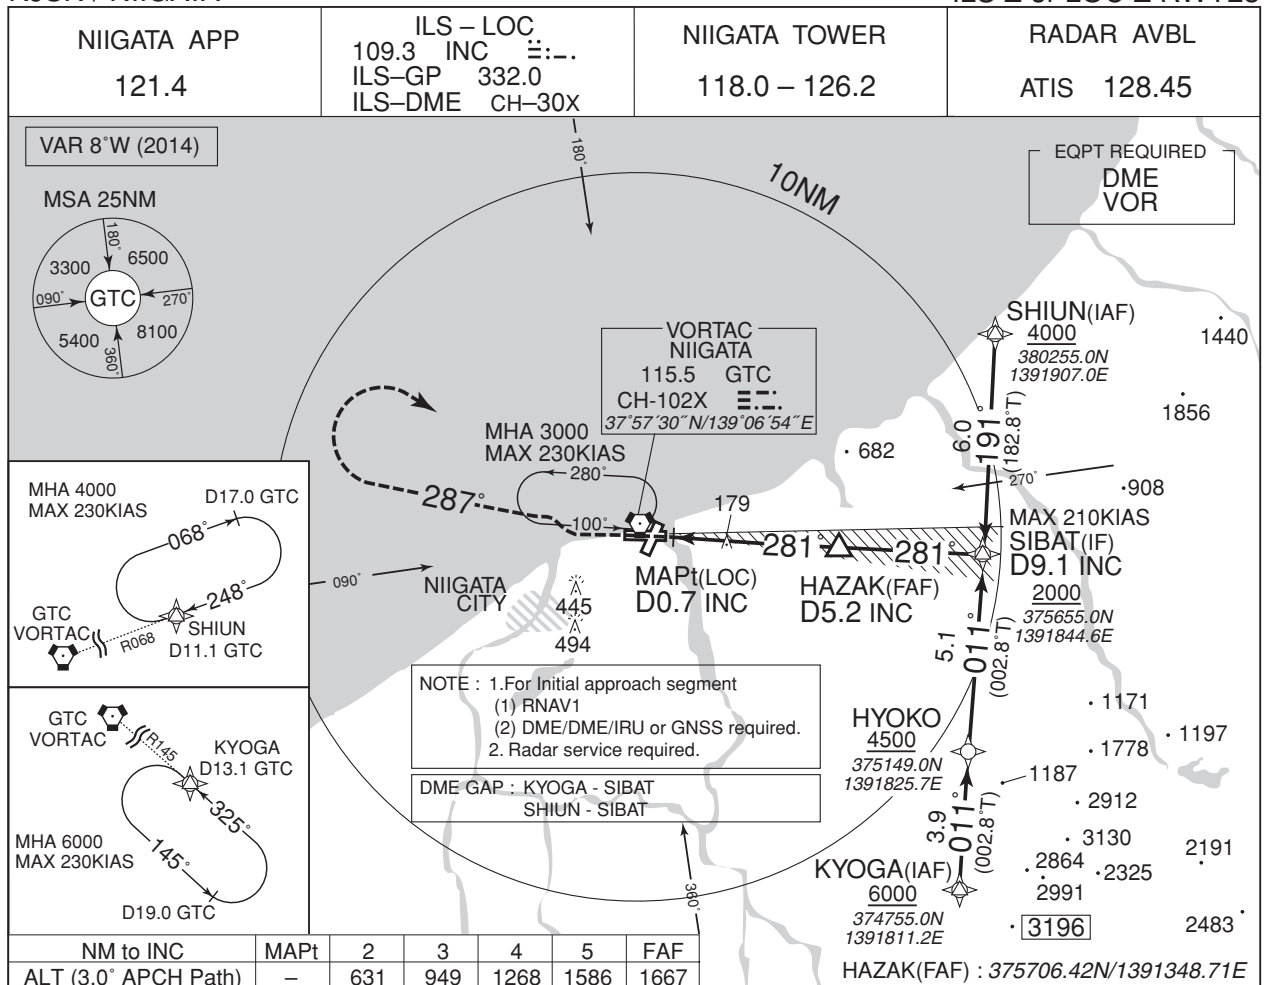 NIIGATA APP
121.4
ILS – LOC
109.3 INC
ILS–GP 332.0
ILS–DME CH–30X
NIIGATA TOWER
118.0 – 126.2
RADAR AVBL
ATIS 128.45
VAR 8°W (2014)
MSA 25NM
180°
3300
6500
090°
GTC
270°
5400
8100
360°
180°
10NM
EQPT REQUIRED
DME
VOR
VORTAC
NIIGATA
115.5 GTC
CH-102X
37°57´30˝N/139°06´54˝E
SHIUN(IAF)
4000
380255.0N
1391907.0E
1440
1856
6.0
191°
(182.8°T)
682
270°
908
MHA 3000
MAX 230KIAS
280°
100°
287°
179
281°
281°
MAX 210KIAS
SIBAT(IF)
D9.1 INC
2000
375655.0N
1391844.6E
MAPt(LOC)
D0.7 INC
HAZAK(FAF)
D5.2 INC
NIIGATA
CITY
445
494
090°
MHA 4000
MAX 230KIAS
D17.0 GTC
068°
248°
GTC
VORTAC
R068
SHIUN
D11.1 GTC
GTC
VORTAC
R145
KYOGA
D13.1 GTC
325°
145°
MHA 6000
MAX 230KIAS
D19.0 GTC
NOTE : 1.For Initial approach segment
(1) RNAV1
(2) DME/DME/IRU or GNSS required.
2. Radar service required.
DME GAP : KYOGA - SIBAT
SHIUN - SIBAT
5.1
011°
(002.8°T)
HYOKO
4500
375149.0N
1391825.7E
1171
1197
1778
1187
2912
3.9
011°
(002.8°T)
3130
2864
2325
2191
2991
KYOGA(IAF)
6000
374755.0N
1391811.2E
3196
2483
360°
HAZAK(FAF) : 375706.42N/1391348.71E
NM to INC MAPt 2 3 4 5 FAF
ALT (3.0° APCH Path) – 631 949 1268 1586 1667